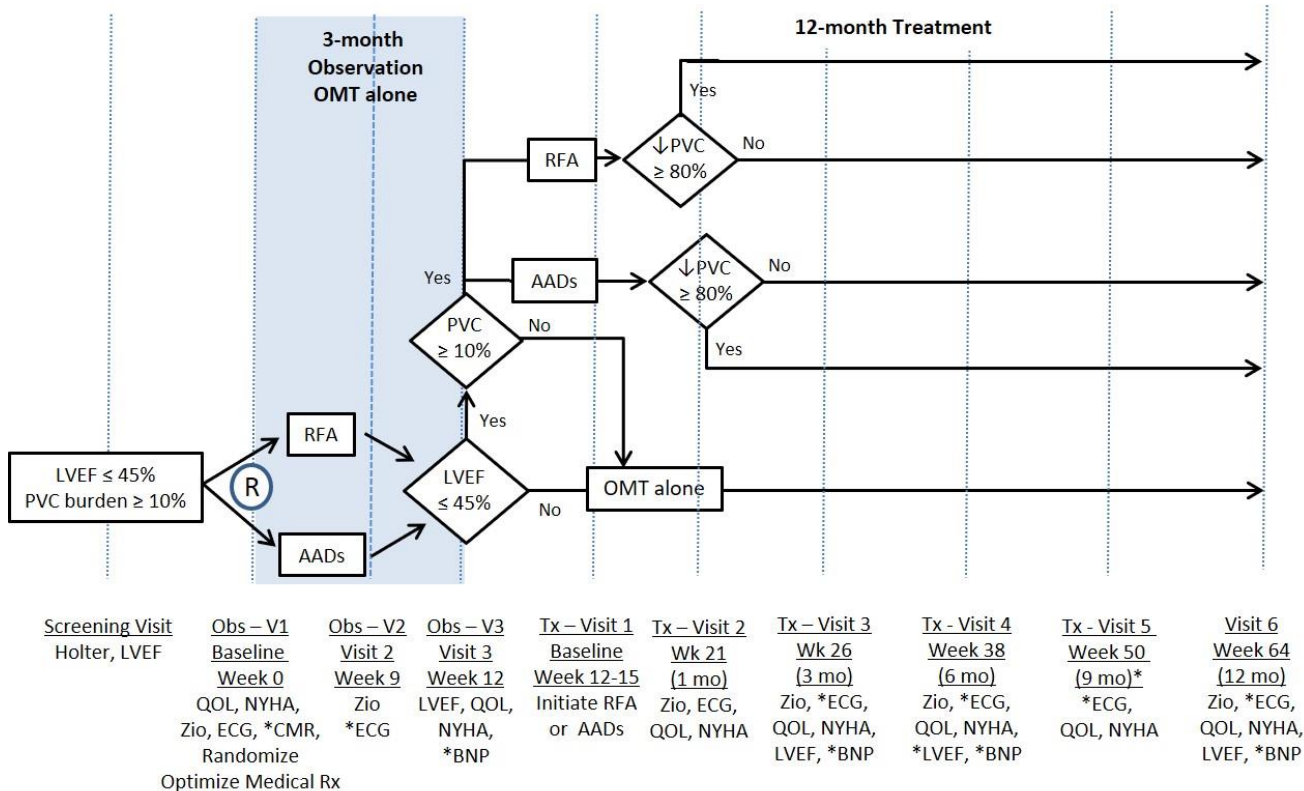 3-month
Observation
OMT alone
12-month Treatment
Yes
RFA
↓PVC
≥ 80%
No
Yes
AADs
↓PVC
≥ 80%
No
Yes
PVC
≥ 10%
No
Yes
RFA
LVEF ≤ 45%
PVC burden ≥ 10%
R
LVEF
≤ 45%
No
OMT alone
AADs
Screening Visit
Holter, LVEF
Obs – V1
Baseline
Week 0
QOL, NYHA,
Zio, ECG, *CMR,
Randomize
Optimize Medical Rx
Obs – V2
Visit 2
Week 9
Zio
*ECG
Obs – V3
Visit 3
Week 12
LVEF, QOL,
NYHA,
*BNP
Tx – Visit 1
Baseline
Week 12-15
Initiate RFA
or AADs
Tx – Visit 2
Wk 21
(1 mo)
Zio, ECG,
QOL, NYHA
Tx – Visit 3
Wk 26
(3 mo)
Zio, *ECG,
QOL, NYHA,
LVEF, *BNP
Tx - Visit 4
Week 38
(6 mo)
Zio, *ECG,
QOL, NYHA,
*LVEF, *BNP
Tx - Visit 5
Week 50
(9 mo)*
*ECG,
QOL, NYHA
Visit 6
Week 64
(12 mo)
Zio, *ECG,
QOL, NYHA,
LVEF, *BNP